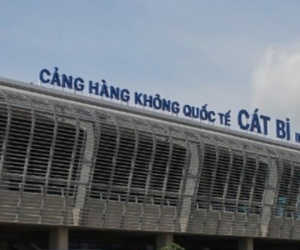 CẢNG HÀNG KHÔNG QUỐC TẾ CÁT BI